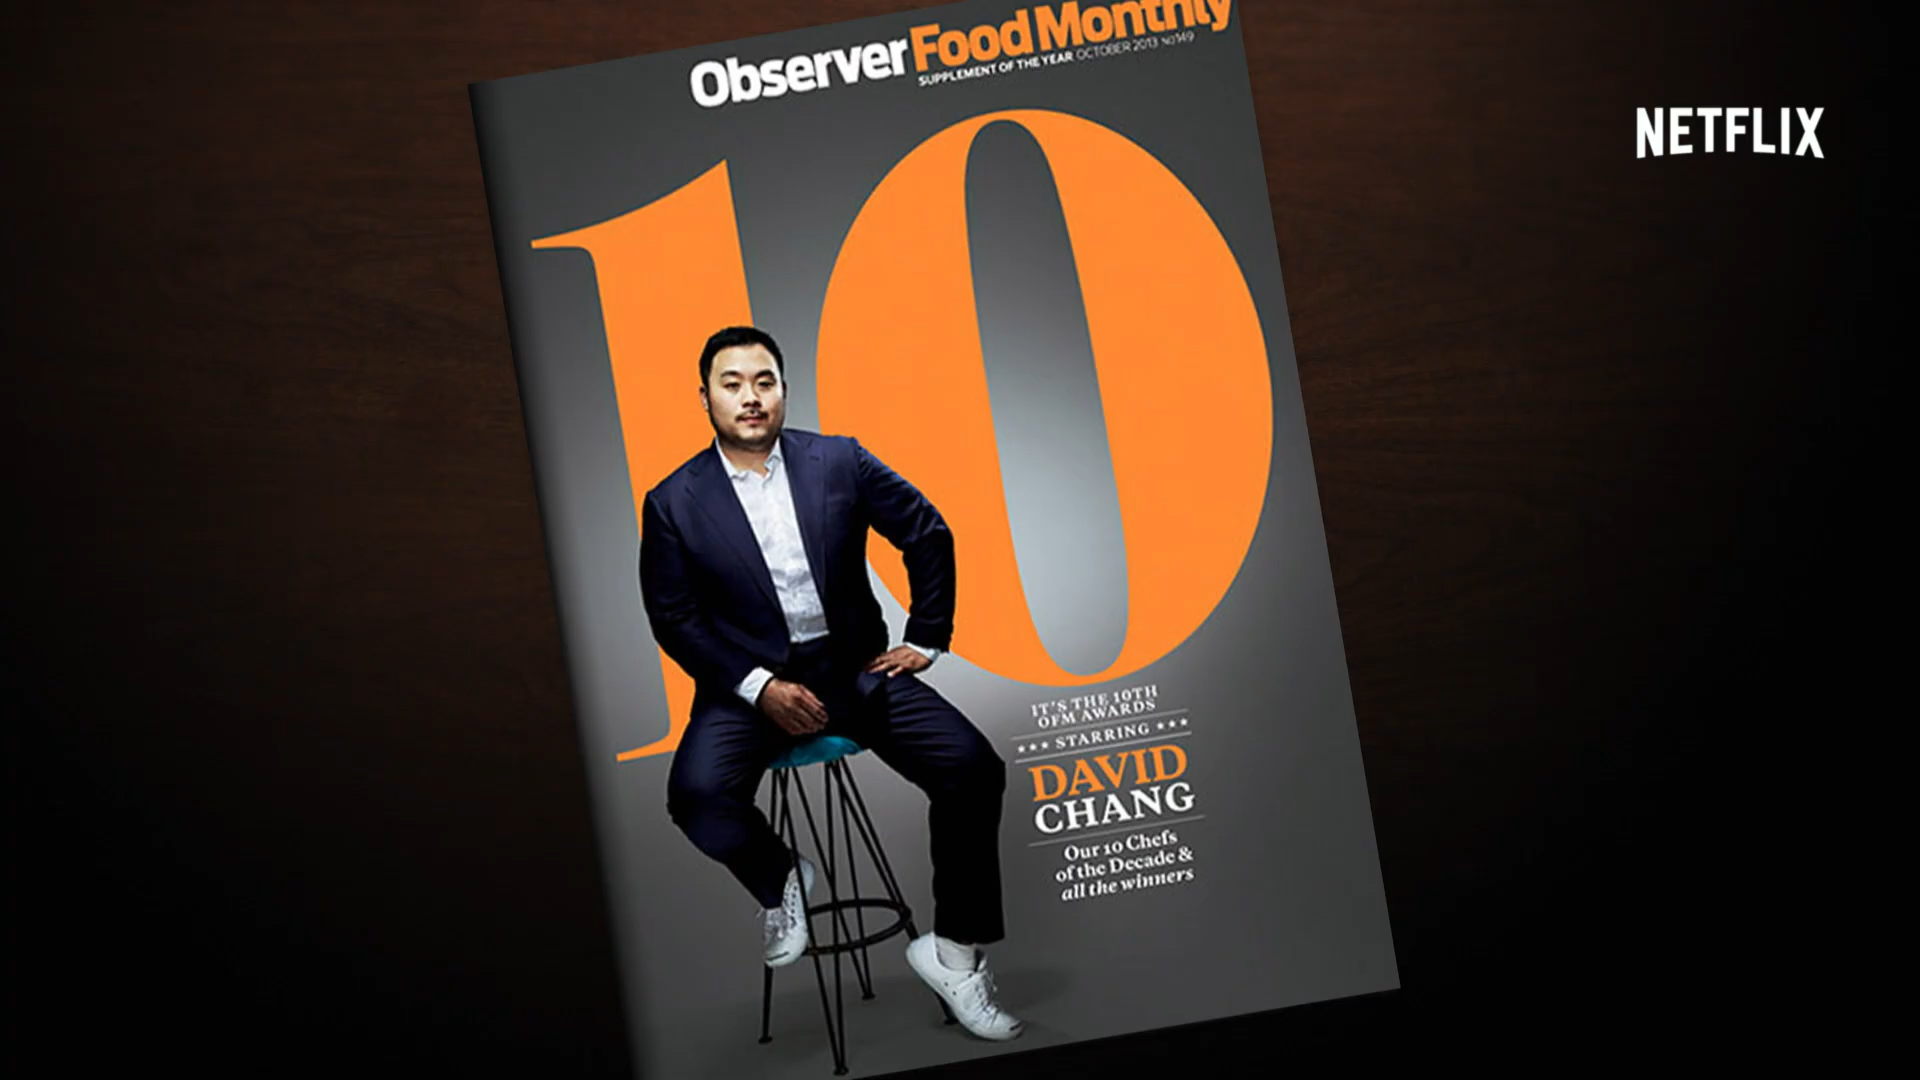 Observer Food Monthly
SUPPLEMENT OF THE YEAR OCTOBER 2013 NO149
NETFLIX
10
IT'S THE 10TH
OFM AWARDS
*** STARRING ***
DAVID
CHANG
Our 10 Chefs
of the Decade &
all the winners